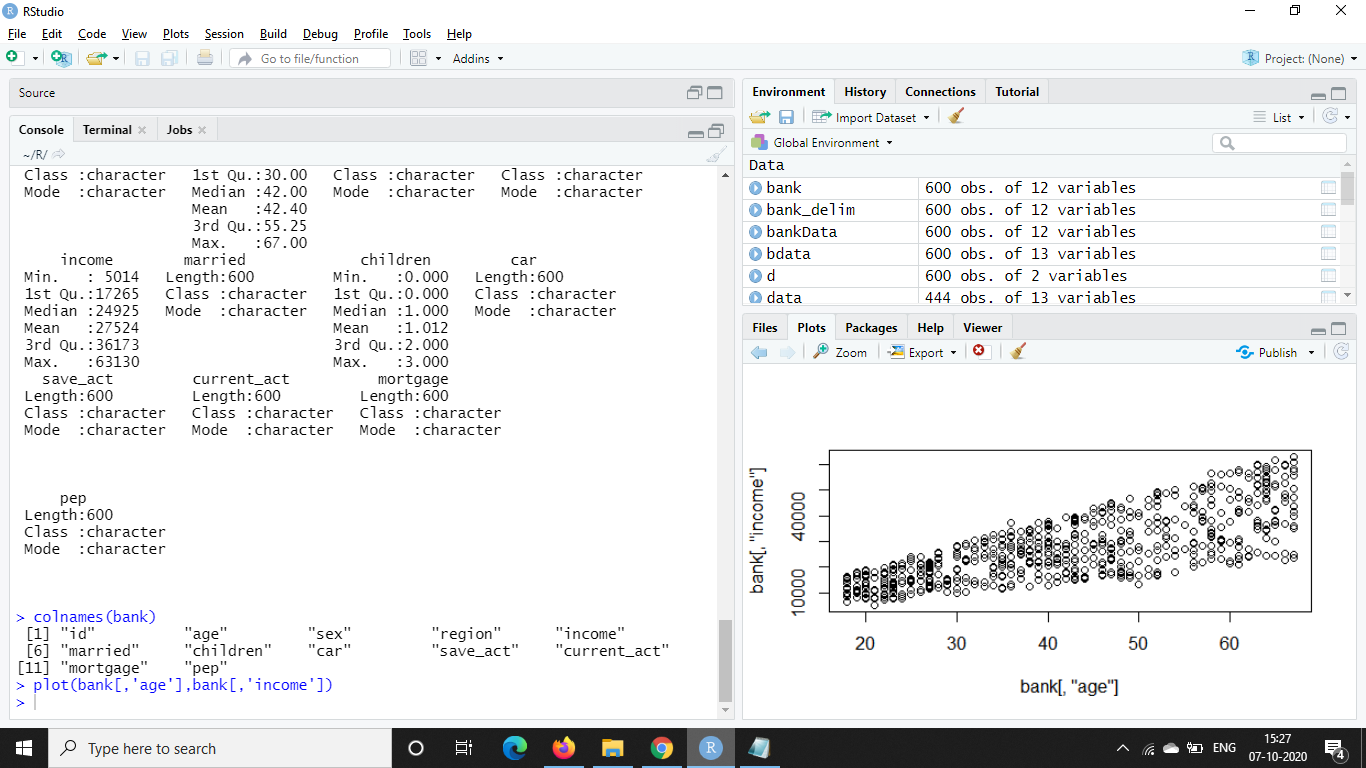 RStudio
File Edit Code View Plots Session Build Debug Profile Tools Help
Go to file/function Addins Project: (None)
Source
Console Terminal Jobs
~/R/
Class :character 1st Qu.:30.00 Class :character Class :character
Mode :character Median :42.00 Mode :character Mode :character
Mean :42.40
3rd Qu.:55.25
Max. :67.00
income married children car
Min. : 5014 Length:600 Min. :0.000 Length:600
1st Qu.:17265 Class :character 1st Qu.:0.000 Class :character
Median :24925 Mode :character Median :1.000 Mode :character
Mean :27524 Mean :1.012
3rd Qu.:36173 3rd Qu.:2.000
Max. :63130 Max. :3.000
save_act current_act mortgage
Length:600 Length:600 Length:600
Class :character Class :character Class :character
Mode :character Mode :character Mode :character
pep
Length:600
Class :character
Mode :character
> colnames(bank)
[1] "id" "age" "sex" "region" "income"
[6] "married" "children" "car" "save_act" "current_act"
[11] "mortgage" "pep"
> plot(bank[,'age'],bank[,'income'])
>
Environment History Connections Tutorial
Import Dataset List
Global Environment
Data
bank 600 obs. of 12 variables
bank_delim 600 obs. of 12 variables
bankData 600 obs. of 12 variables
bdata 600 obs. of 13 variables
d 600 obs. of 2 variables
data 444 obs. of 13 variables
Files Plots Packages Help Viewer
Zoom Export Publish
bank[, "income"]
10000 40000
20 30 40 50 60
bank[, "age"]
Type here to search
R
ENG
15:27
07-10-2020
4